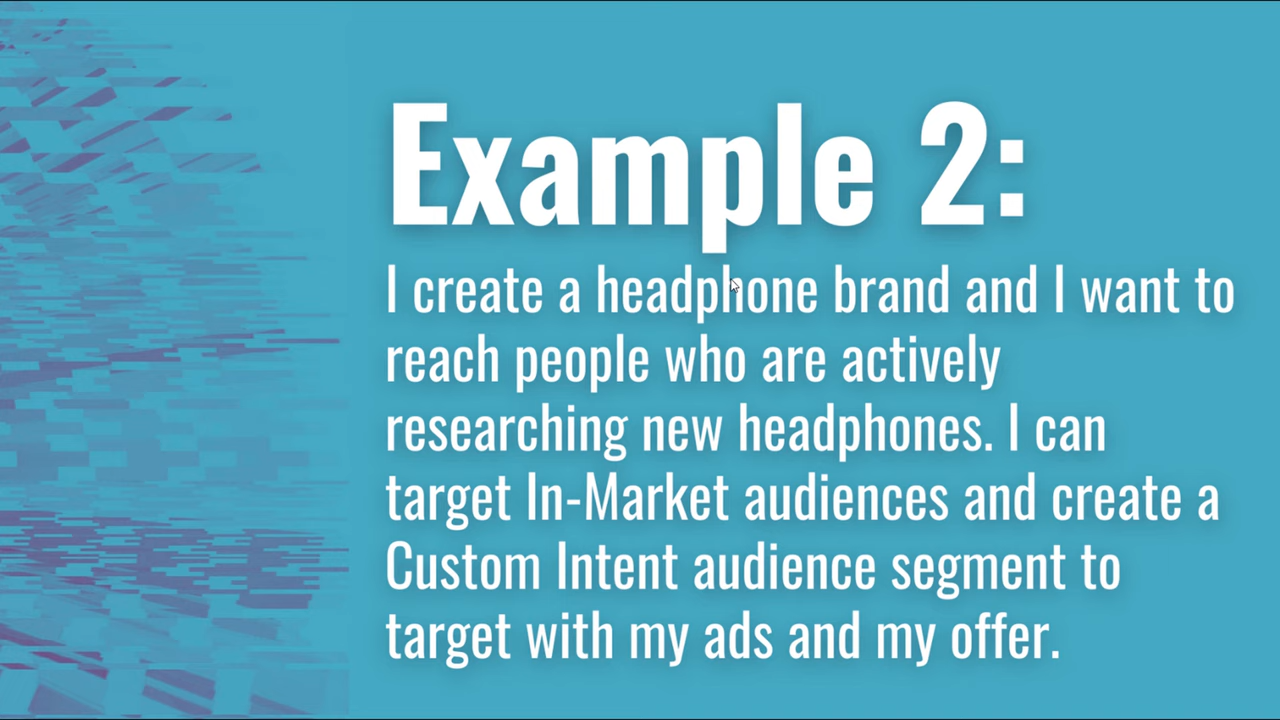 Example 2:
I create a headphone brand and I want to
reach people who are actively
researching new headphones. I can
target In-Market audiences and create a
Custom Intent audience segment to
target with my ads and my offer.